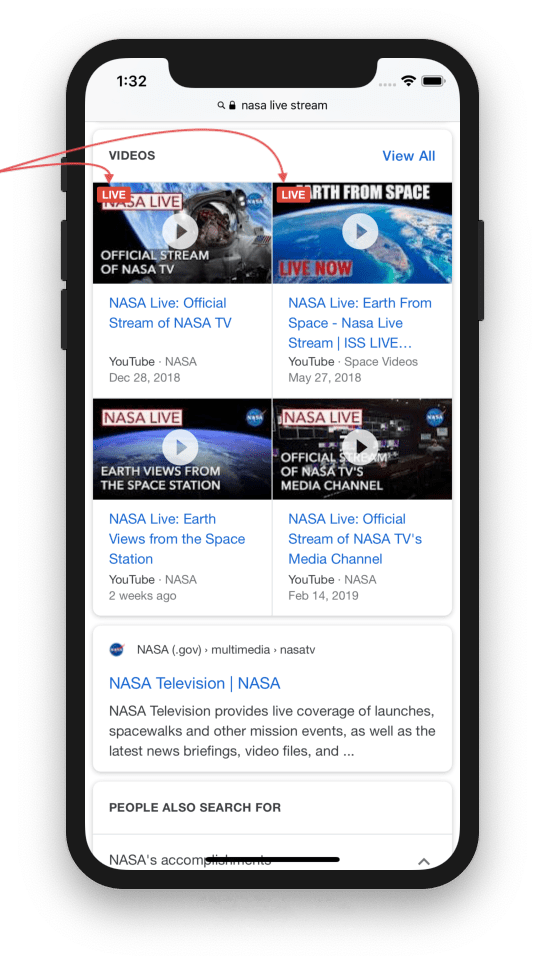 1:32
nasa live stream
VIDEOS
View All
LIVE
NASA LIVE
NASA
OFFICIAL STREAM
OF NASA TV
LIVE
EARTH FROM SPACE
LIVE NOW
NASA Live: Official
Stream of NASA TV
YouTube · NASA
Dec 28, 2018
NASA Live: Earth From
Space - Nasa Live
Stream | ISS LIVE…
YouTube · Space Videos
May 27, 2018
NASA LIVE
NASA
EARTH VIEWS FROM
THE SPACE STATION
NASA LIVE
NASA
OFFICIAL STREAM
OF NASA TV'S
MEDIA CHANNEL
NASA Live: Earth
Views from the Space
Station
YouTube · NASA
2 weeks ago
NASA Live: Official
Stream of NASA TV's
Media Channel
YouTube · NASA
Feb 14, 2019
NASA (.gov) › multimedia › nasatv
NASA Television | NASA
NASA Television provides live coverage of launches,
spacewalks and other mission events, as well as the
latest news briefings, video files, and ...
PEOPLE ALSO SEARCH FOR
NASA's accomplishments